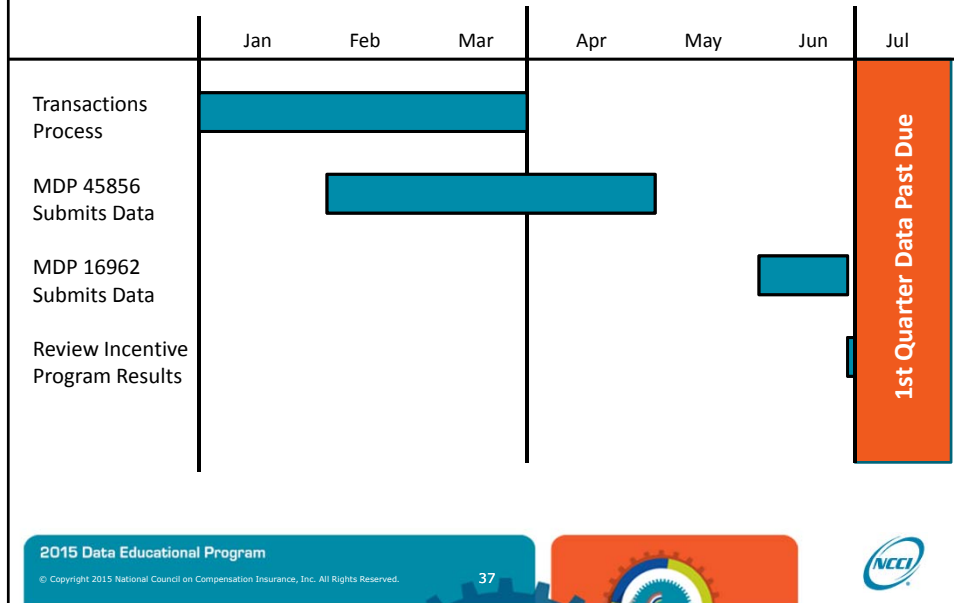 Jan Feb Mar Apr May Jun Jul
Transactions
Process
MDP 45856
Submits Data
MDP 16962
Submits Data
Review Incentive
Program Results
1st Quarter Data Past Due
2015 Data Educational Program
© Copyright 2015 National Council on Compensation Insurance, Inc. All Rights Reserved.
37
NCCI